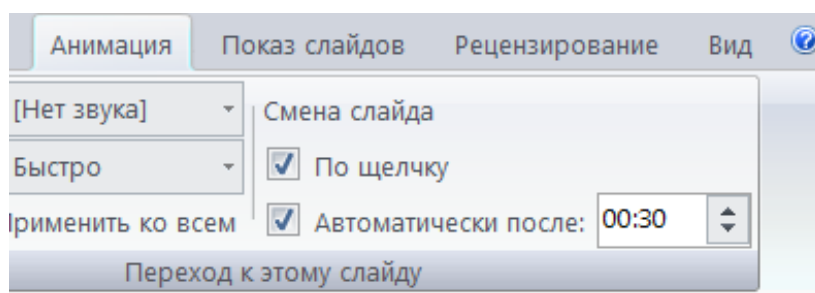 Анимация Показ слайдов Рецензирование Вид
[Нет звука] Смена слайда
Быстро По щелчку
Применить ко всем Автоматически после: 00:30
Переход к этому слайду